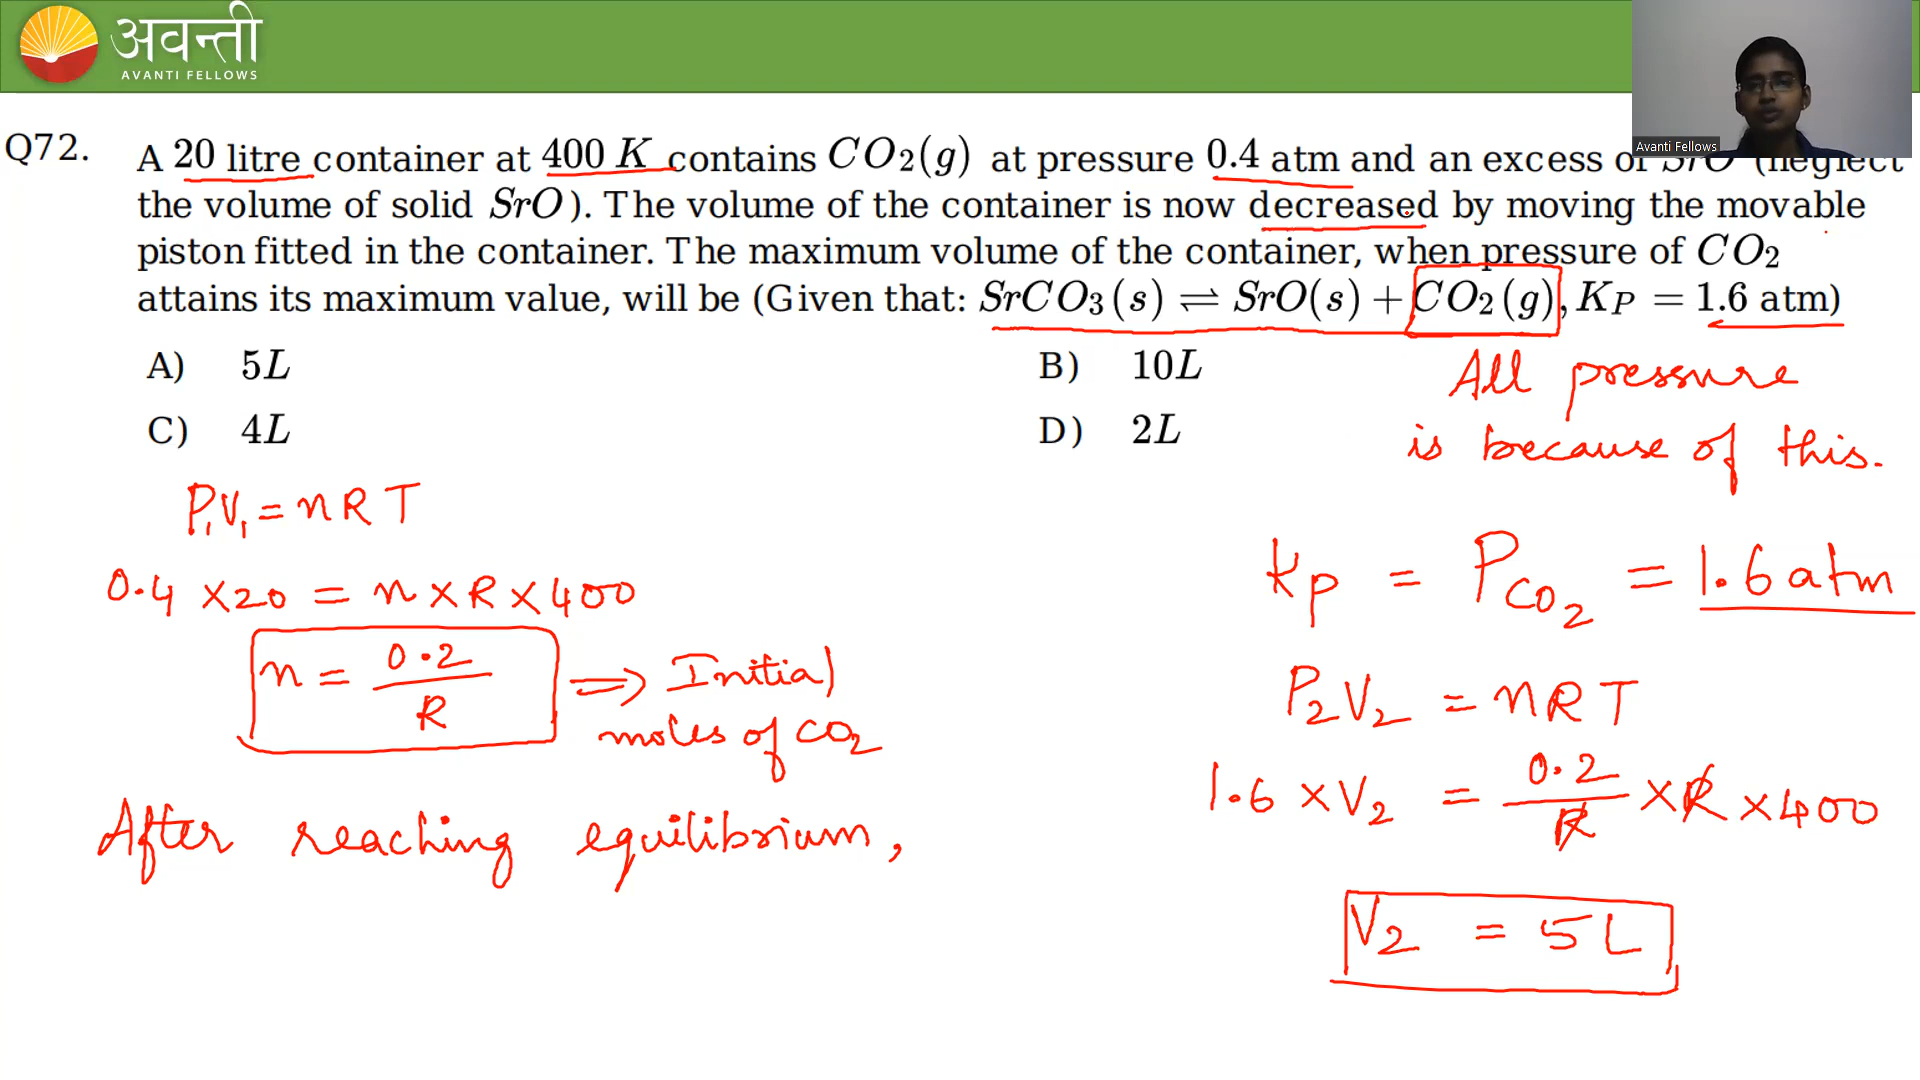 अवन्ती
AVANTI FELLOWS
Avanti Fellows
Q72. A 20 litre container at 400 K contains CO₂(g) at pressure 0.4 atm and an excess of SrO (neglect
the volume of solid SrO). The volume of the container is now decreased by moving the movable
piston fitted in the container. The maximum volume of the container, when pressure of CO₂
attains its maximum value, will be (Given that: SrCO₃(s) ⇌ SrO(s) + CO₂(g), K_P = 1.6 atm)
A) 5L B) 10L
C) 4L D) 2L
All pressure
is because of this.
P₁V₁ = nRT
0.4 × 20 = n × R × 400
n = 0.2/R ⇒ Initial
moles of CO₂
After reaching equilibrium,
Kp = P_CO₂ = 1.6 atm
P₂V₂ = nRT
1.6 × V₂ = 0.2/R × R × 400
V₂ = 5L